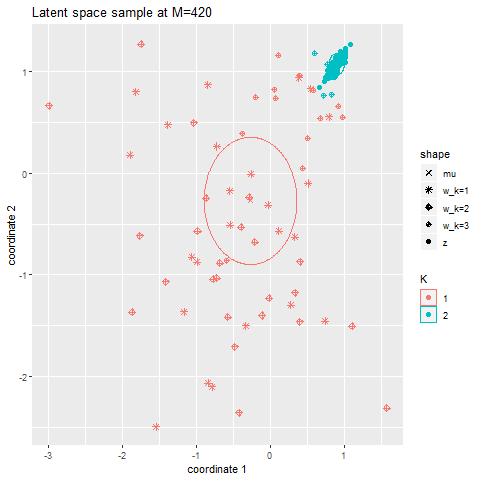 Latent space sample at M=420
coordinate 2
1
0
-1
-2
-3
-2
-1
0
1
coordinate 1
shape
mu
w_k=1
w_k=2
w_k=3
z
K
1
2